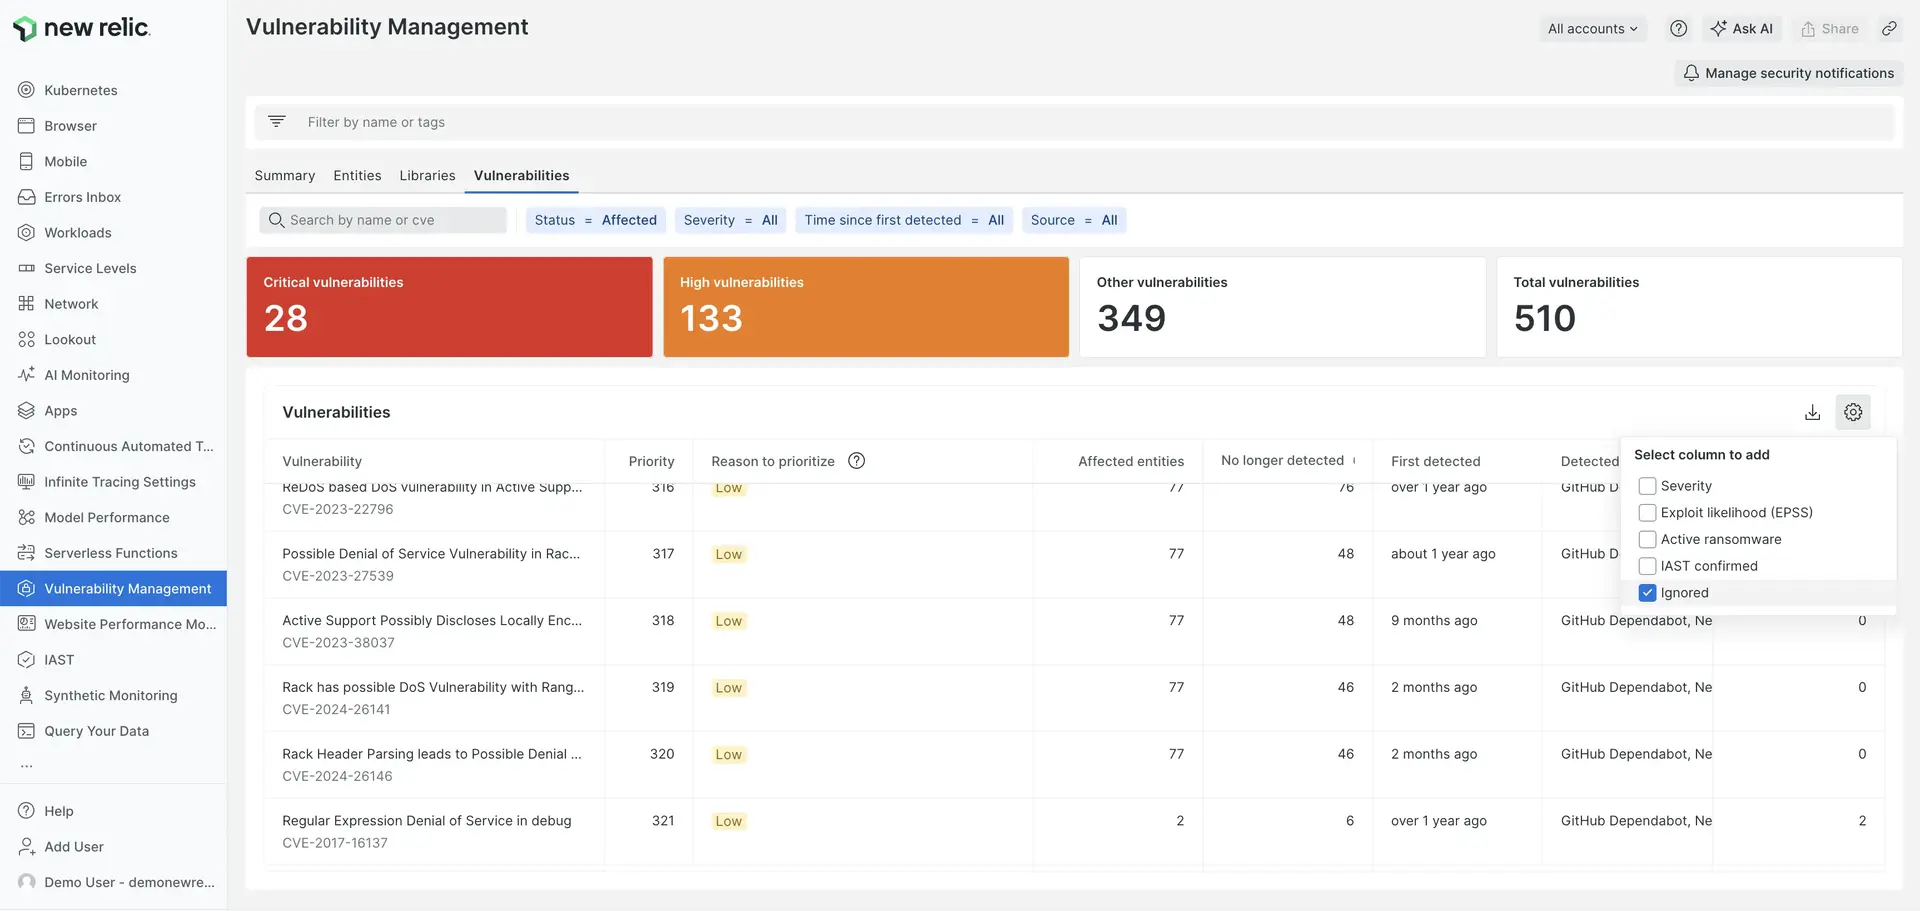 new relic.
Vulnerability Management
All accounts
Ask AI
Share
Manage security notifications
Kubernetes
Browser
Mobile
Errors Inbox
Workloads
Service Levels
Network
Lookout
AI Monitoring
Apps
Continuous Automated T...
Infinite Tracing Settings
Model Performance
Serverless Functions
Vulnerability Management
Website Performance Mo...
IAST
Synthetic Monitoring
Query Your Data
...
Help
Add User
Demo User - demonewre...
Filter by name or tags
Summary Entities Libraries Vulnerabilities
Search by name or cve
Status = Affected
Severity = All
Time since first detected = All
Source = All
Critical vulnerabilities
28
High vulnerabilities
133
Other vulnerabilities
349
Total vulnerabilities
510
Vulnerabilities
Vulnerability Priority Reason to prioritize Affected entities No longer detected First detected Detected
ReDoS based DoS vulnerability in Active Supp... 316 Low 77 76 over 1 year ago GitHub D
CVE-2023-22796
Possible Denial of Service Vulnerability in Rac... 317 Low 77 48 about 1 year ago GitHub D
CVE-2023-27539
Active Support Possibly Discloses Locally Enc... 318 Low 77 48 9 months ago GitHub Dependabot, Ne 0
CVE-2023-38037
Rack has possible DoS Vulnerability with Rang... 319 Low 77 46 2 months ago GitHub Dependabot, Ne 0
CVE-2024-26141
Rack Header Parsing leads to Possible Denial ... 320 Low 77 46 2 months ago GitHub Dependabot, Ne 0
CVE-2024-26146
Regular Expression Denial of Service in debug 321 Low 2 6 over 1 year ago GitHub Dependabot, Ne 2
CVE-2017-16137
Select column to add
Severity
Exploit likelihood (EPSS)
Active ransomware
IAST confirmed
Ignored